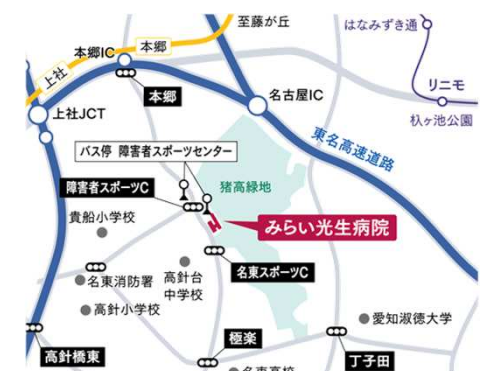 至藤が丘
はなみずき通
本郷IC
本郷
上社
本郷
リニモ
名古屋IC
杁ヶ池公園
上社JCT
東名高速道路
バス停 障害者スポーツセンター
障害者スポーツC
猪高緑地
貴船小学校
みらい光生病院
名東消防署
高針台
中学校
名東スポーツC
高針小学校
愛知淑徳大学
高針橋東
極楽
丁子田
名東高校